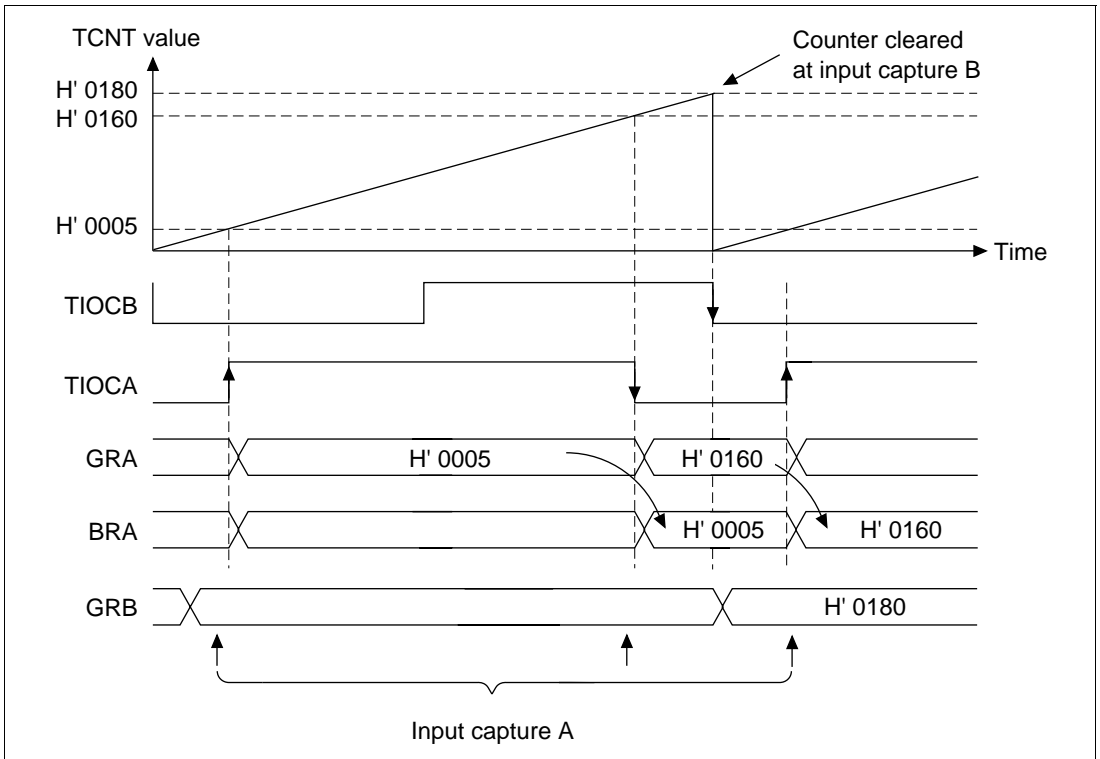 TCNT value
Counter cleared
at input capture B
H' 0180
H' 0160
H' 0005
Time
TIOCB
TIOCA
GRA
H' 0005
H' 0160
BRA
H' 0005
H' 0160
GRB
H' 0180
Input capture A